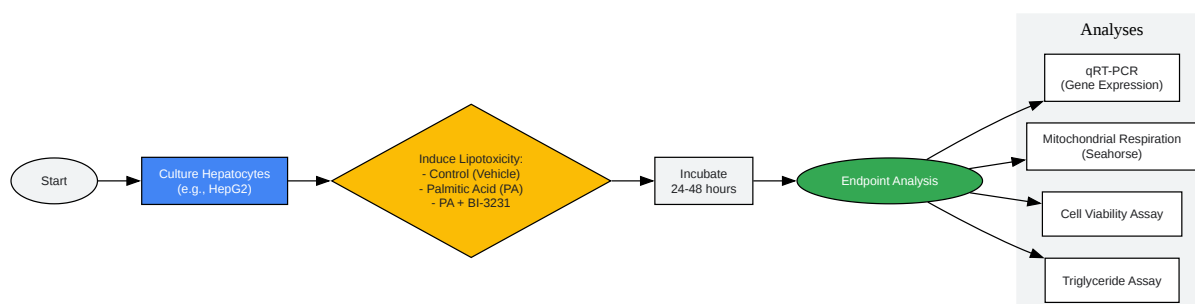 Start
Culture Hepatocytes
(e.g., HepG2)
Induce Lipotoxicity:
- Control (Vehicle)
- Palmitic Acid (PA)
- PA + BI-3231
Incubate
24-48 hours
Endpoint Analysis
Analyses
qRT-PCR
(Gene Expression)
Mitochondrial Respiration
(Seahorse)
Cell Viability Assay
Triglyceride Assay